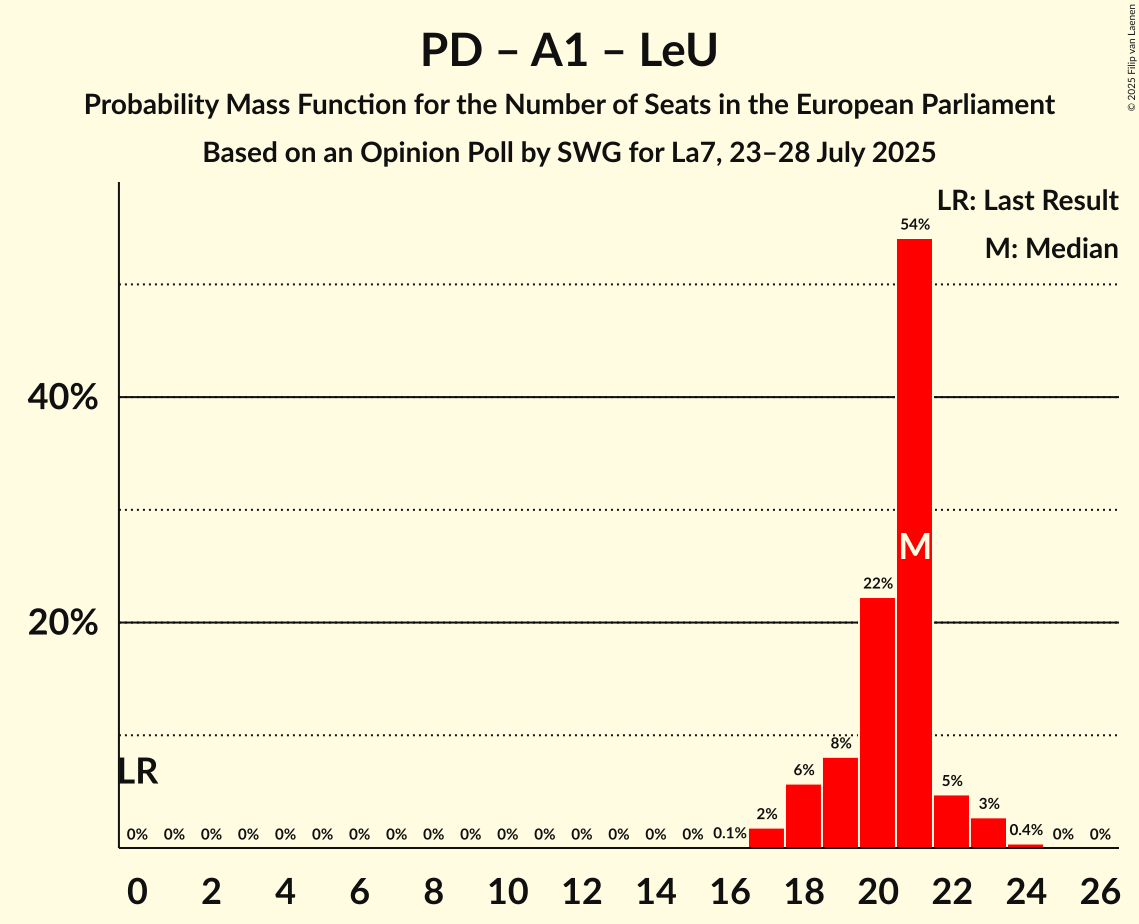 PD – A1 – LeU
Probability Mass Function for the Number of Seats in the European Parliament
Based on an Opinion Poll by SWG for La7, 23–28 July 2025
© 2025 Filip van Laenen
LR: Last Result
M: Median
54%
40%
M
22%
20%
8%
LR
6%
5%
3%
2%
0% 0% 0% 0% 0% 0% 0% 0% 0% 0% 0% 0% 0% 0% 0% 0% 0.1% 0.4% 0% 0%
0 2 4 6 8 10 12 14 16 18 20 22 24 26